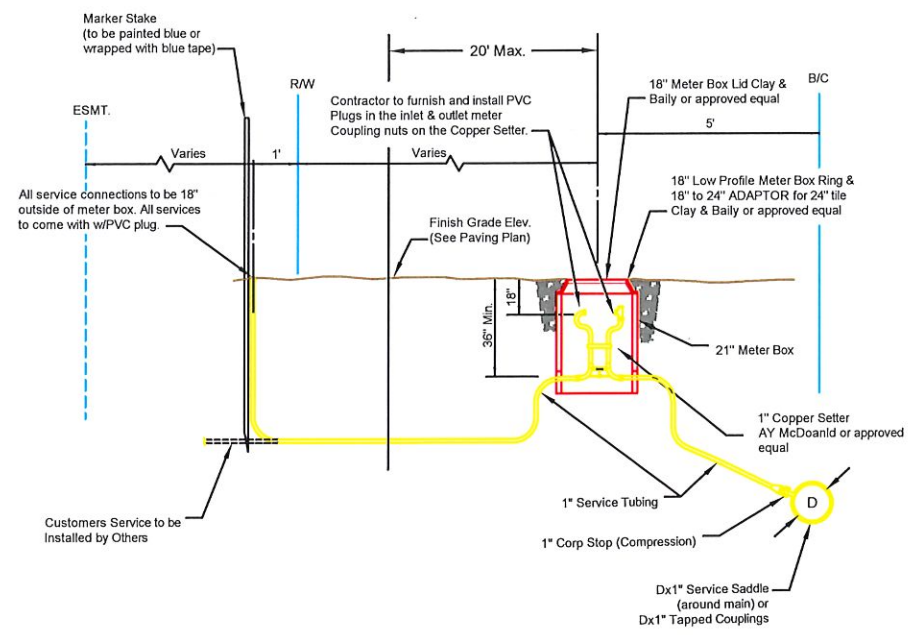 Marker Stake
(to be painted blue or
wrapped with blue tape)
20' Max.
R/W
B/C
ESMT.
18" Meter Box Lid Clay &
Baily or approved equal
Contractor to furnish and install PVC
Plugs in the inlet & outlet meter
Coupling nuts on the Copper Setter.
5'
Varies
1'
Varies
All service connections to be 18"
outside of meter box. All services
to come with w/PVC plug.
18" Low Profile Meter Box Ring &
18" to 24" ADAPTOR for 24" tile
Clay & Baily or approved equal
Finish Grade Elev.
(See Paving Plan)
18"
36" Min.
21" Meter Box
1" Copper Setter
AY McDoanld or approved
equal
1" Service Tubing
D
Customers Service to be
Installed by Others
1" Corp Stop (Compression)
Dx1" Service Saddle
(around main) or
Dx1" Tapped Couplings